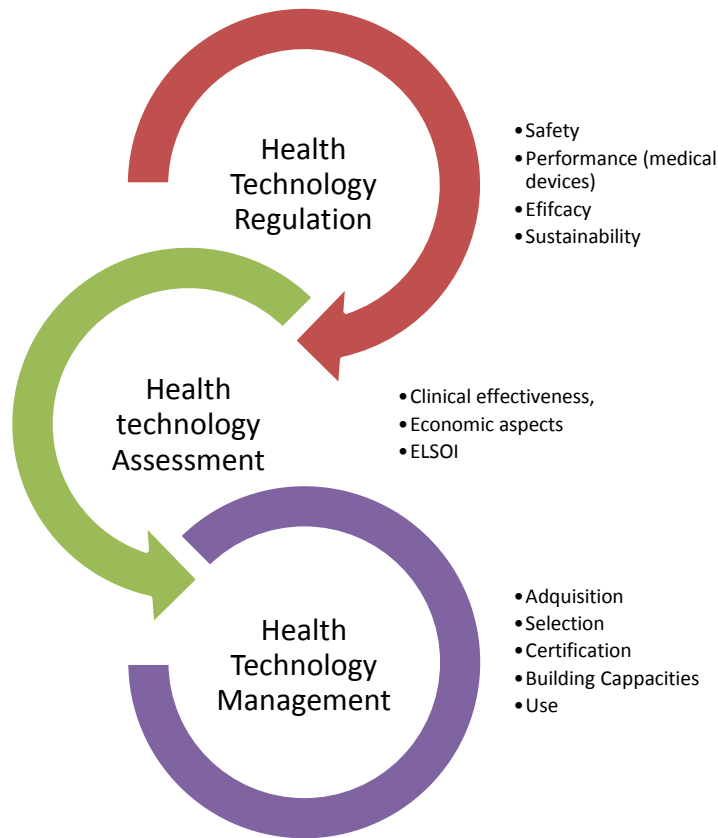 Health
Technology
Regulation
•Safety
•Performance (medical
devices)
•Efifcacy
•Sustainability
Health
technology
Assessment
•Clinical effectiveness,
•Economic aspects
•ELSOI
Health
Technology
Management
•Adquisition
•Selection
•Certification
•Building Cappacities
•Use